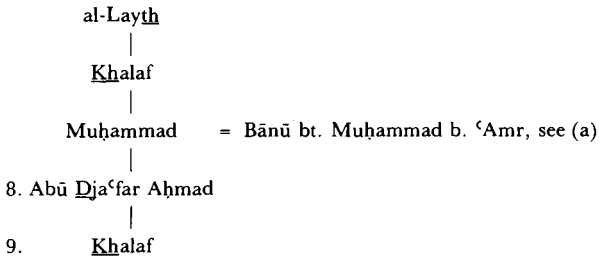 al-Layth
Khalaf
Muḥammad = Bānū bt. Muḥammad b. ʿAmr, see (a)
8. Abū Djaʿfar Aḥmad
9. Khalaf